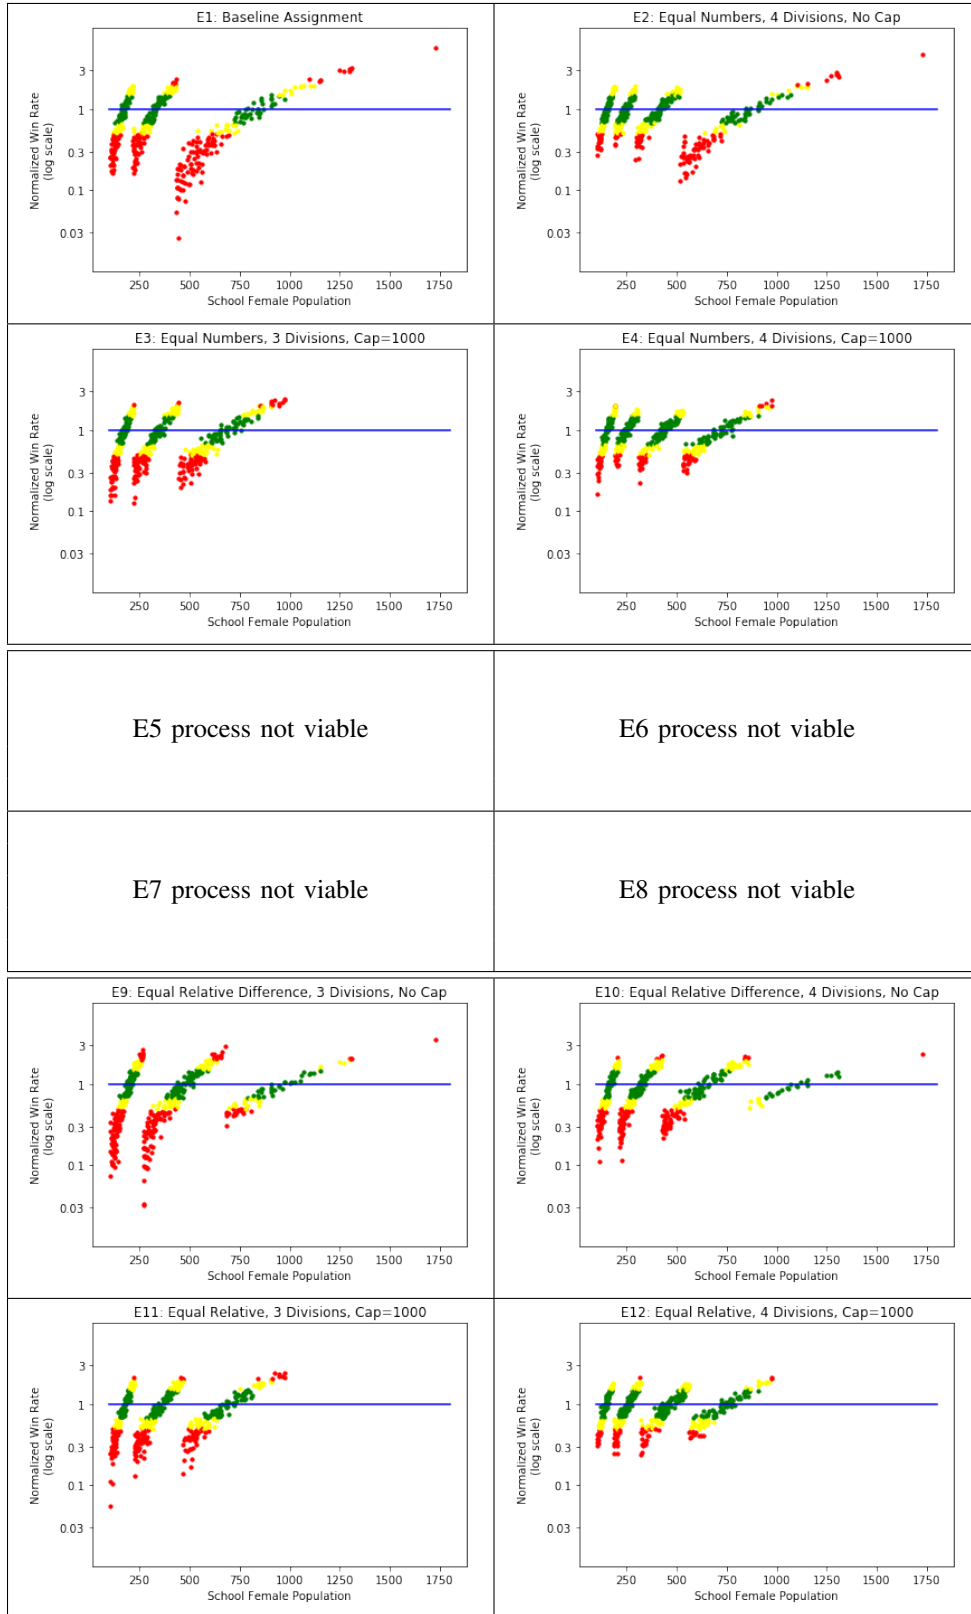 E1: Baseline Assignment
Normalized Win Rate
(log scale)
3
1
0.3
0.1
0.03
250 500 750 1000 1250 1500 1750
School Female Population
E2: Equal Numbers, 4 Divisions, No Cap
Normalized Win Rate
(log scale)
3
1
0.3
0.1
0.03
250 500 750 1000 1250 1500 1750
School Female Population
E3: Equal Numbers, 3 Divisions, Cap=1000
Normalized Win Rate
(log scale)
3
1
0.3
0.1
0.03
250 500 750 1000 1250 1500 1750
School Female Population
E4: Equal Numbers, 4 Divisions, Cap=1000
Normalized Win Rate
(log scale)
3
1
0.3
0.1
0.03
250 500 750 1000 1250 1500 1750
School Female Population
E5 process not viable
E6 process not viable
E7 process not viable
E8 process not viable
E9: Equal Relative Difference, 3 Divisions, No Cap
Normalized Win Rate
(log scale)
3
1
0.3
0.1
0.03
250 500 750 1000 1250 1500 1750
School Female Population
E10: Equal Relative Difference, 4 Divisions, No Cap
Normalized Win Rate
(log scale)
3
1
0.3
0.1
0.03
250 500 750 1000 1250 1500 1750
School Female Population
E11: Equal Relative, 3 Divisions, Cap=1000
Normalized Win Rate
(log scale)
3
1
0.3
0.1
0.03
250 500 750 1000 1250 1500 1750
School Female Population
E12: Equal Relative, 4 Divisions, Cap=1000
Normalized Win Rate
(log scale)
3
1
0.3
0.1
0.03
250 500 750 1000 1250 1500 1750
School Female Population